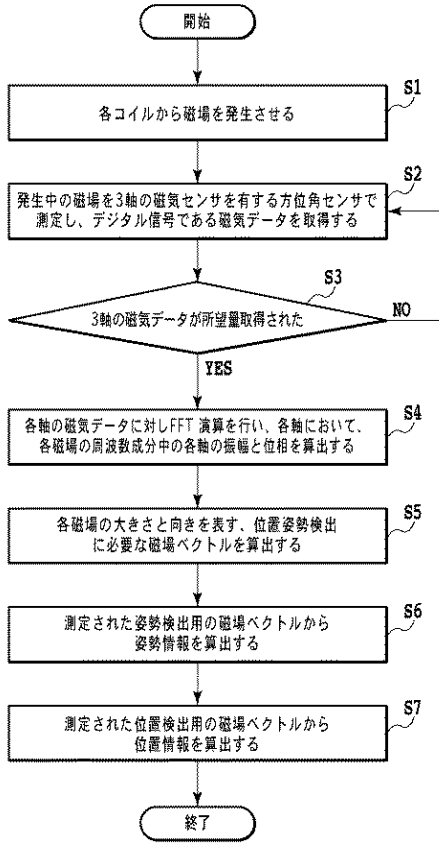 開始
S1
各コイルから磁場を発生させる
S2
発生中の磁場を3軸の磁気センサを有する方位角センサで
測定し、デジタル信号である磁気データを取得する
S3
3軸の磁気データが所望量取得された
NO
YES
S4
各軸の磁気データに対しFFT 演算を行い、各軸において、
各磁場の周波数成分中の各軸の振幅と位相を算出する
S5
各磁場の大きさと向きを表す、位置姿勢検出
に必要な磁場ベクトルを算出する
S6
測定された姿勢検出用の磁場ベクトルから
姿勢情報を算出する
S7
測定された位置検出用の磁場ベクトルから
位置情報を算出する
終了